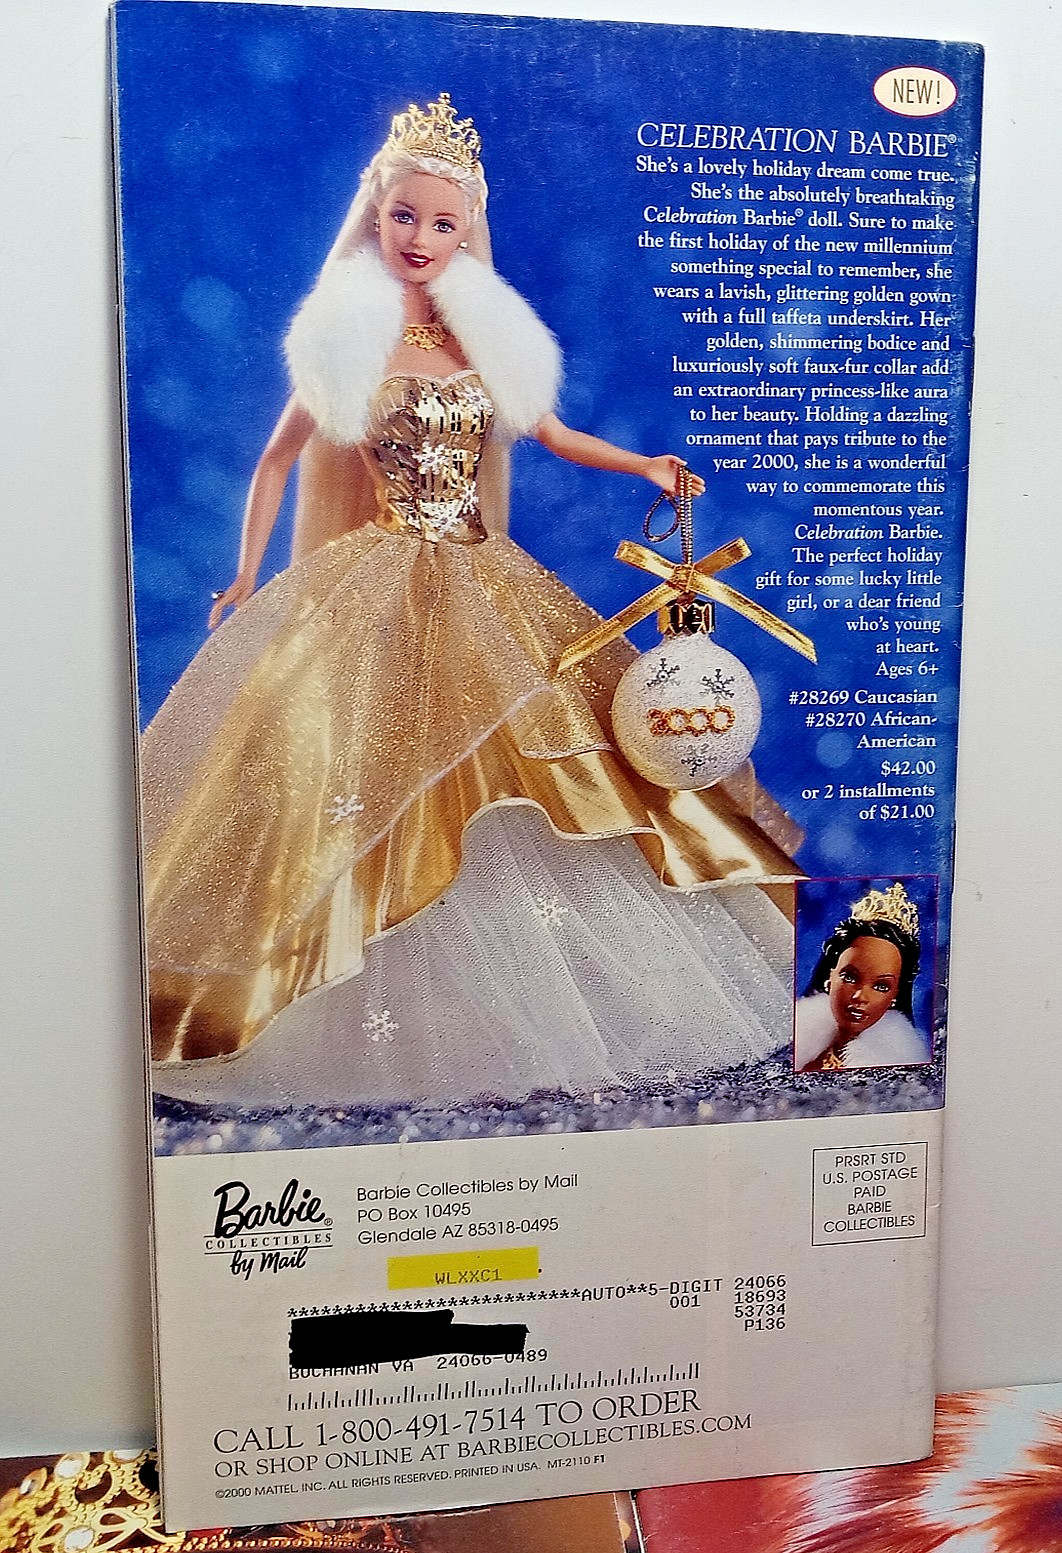 NEW!
CELEBRATION BARBIE®
She's a lovely holiday dream come true.
She's the absolutely breathtaking
Celebration Barbie® doll. Sure to make
the first holiday of the new millennium
something special to remember, she
wears a lavish, glittering golden gown
with a full taffeta underskirt. Her
golden, shimmering bodice and
luxuriously soft faux-fur collar add
an extraordinary princess-like aura
to her beauty. Holding a dazzling
ornament that pays tribute to the
year 2000, she is a wonderful
way to commemorate this
momentous year.
Celebration Barbie.
The perfect holiday
gift for some lucky little
girl, or a dear friend
who's young
at heart.
Ages 6+
#28269 Caucasian
#28270 African-
American
$42.00
or 2 installments
of $21.00
2000
Barbie®
COLLECTIBLES
by Mail
Barbie Collectibles by Mail
PO Box 10495
Glendale AZ 85318-0495
PRSRT STD
U.S. POSTAGE
PAID
BARBIE
COLLECTIBLES
WLXXC1
**************************AUTO**5-DIGIT 24066
001 18693
53734
P136
BUCHANAN VA 24066-0489
CALL 1-800-491-7514 TO ORDER
OR SHOP ONLINE AT BARBIECOLLECTIBLES.COM
©2000 MATTEL, INC. ALL RIGHTS RESERVED. PRINTED IN USA. MT-2110 F1